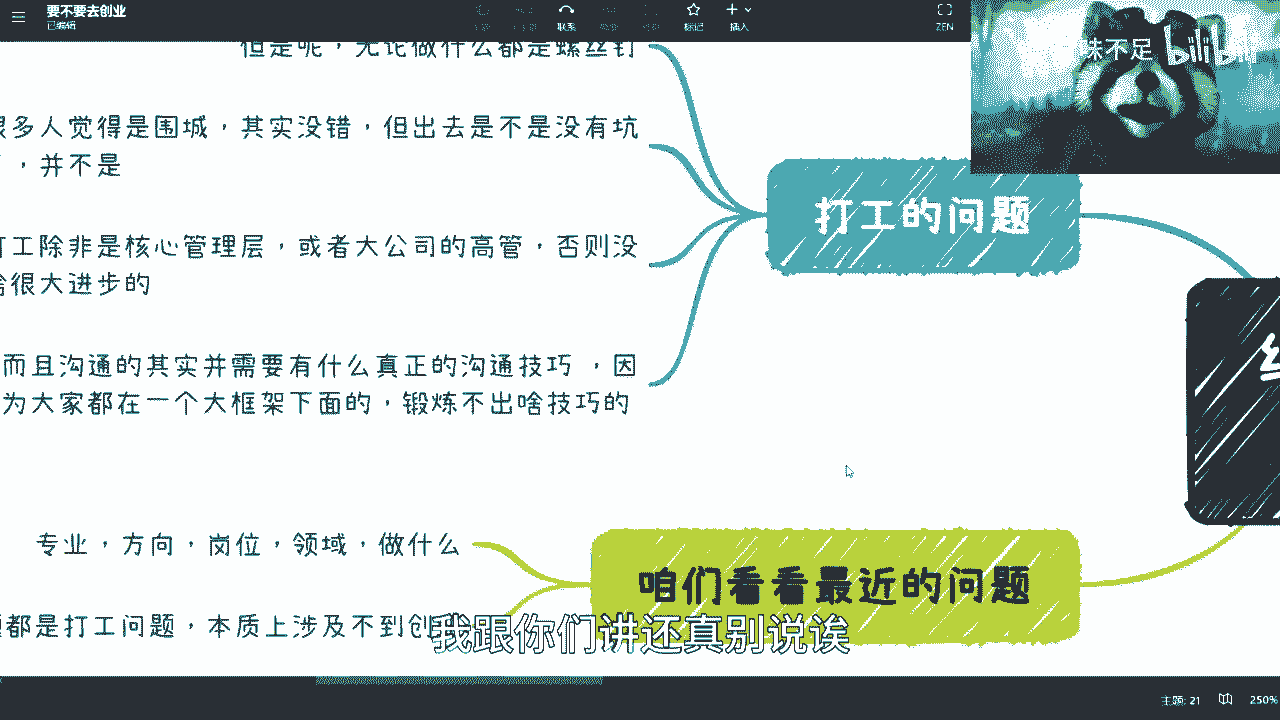 要不要去创业
已编辑
联系
标记
插入
ZEN
殊不足 bilibili
但是呢，无论做什么都是螺丝钉
很多人觉得是围城，其实没错，但出去是不是没有坑
，并不是
打工除非是核心管理层，或者大公司的高管，否则没
啥很大进步的
而且沟通的其实并需要有什么真正的沟通技巧 ，因
为大家都在一个大框架下面的，锻炼不出啥技巧的
打工的问题
专业，方向，岗位，领域，做什么
都是打工问题，本质上涉及不到创
咱们看看最近的问题
我跟你们讲还真别说诶
主题: 21
250%